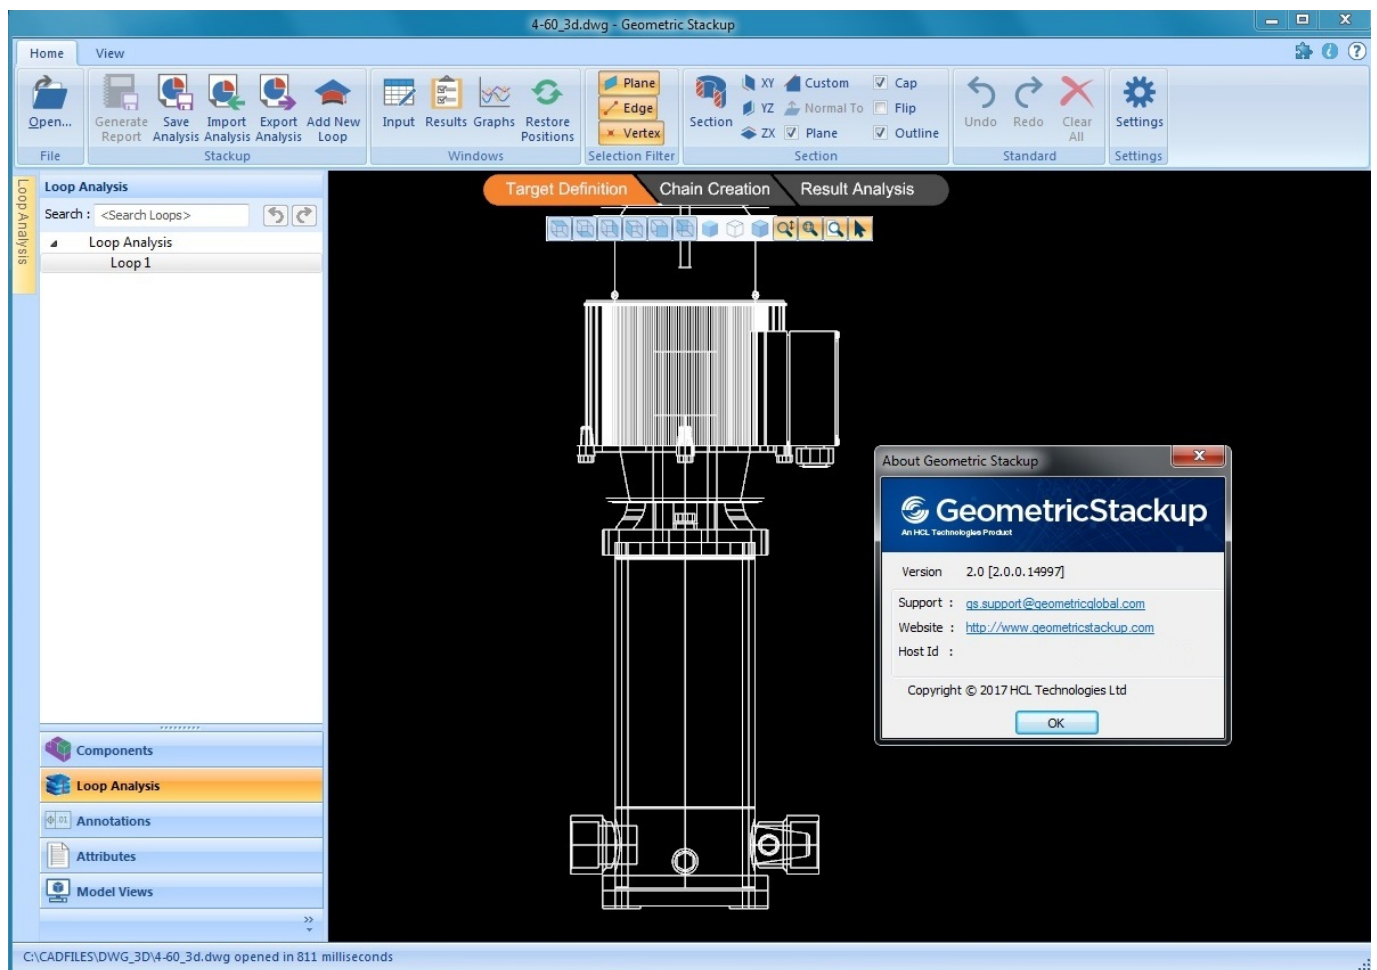 4-60_3d.dwg - Geometric Stackup
Home View
Open...
Generate Report
Save Analysis
Import Analysis
Export Analysis
Add New Loop
Input
Results
Graphs
Restore Positions
Plane
Edge
Vertex
Section
XY
YZ
ZX
Custom
Normal To
Plane
Cap
Flip
Outline
Undo
Redo
Clear All
Settings
File
Stackup
Windows
Selection Filter
Section
Standard
Settings
Loop Analysis
Loop Analysis
Search : <Search Loops>
Loop Analysis
Loop 1
Target Definition Chain Creation Result Analysis
Components
Loop Analysis
Annotations
Attributes
Model Views
About Geometric Stackup
GeometricStackup
An HCL Technologies Product
Version 2.0 [2.0.0.14997]
Support : gs.support@geometricglobal.com
Website : http://www.geometricstackup.com
Host Id :
Copyright © 2017 HCL Technologies Ltd
OK
C:\CADFILES\DWG_3D\4-60_3d.dwg opened in 811 milliseconds